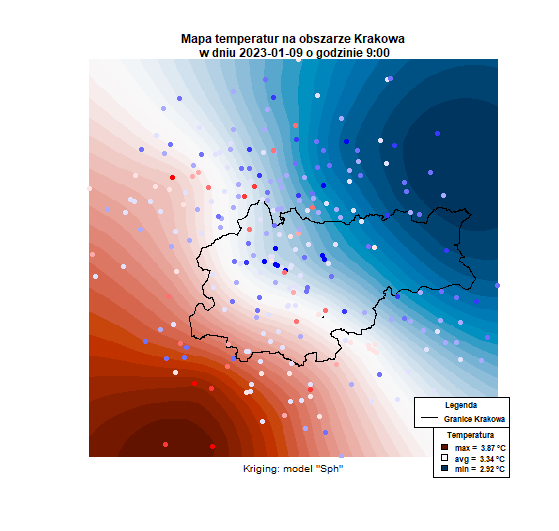 Mapa temperatur na obszarze Krakowa
w dniu 2023-01-09 o godzinie 9:00
Legenda
Granice Krakowa
Temperatura
max = 3.87 °C
avg = 3.34 °C
min = 2.92 °C
Kriging: model "Sph"